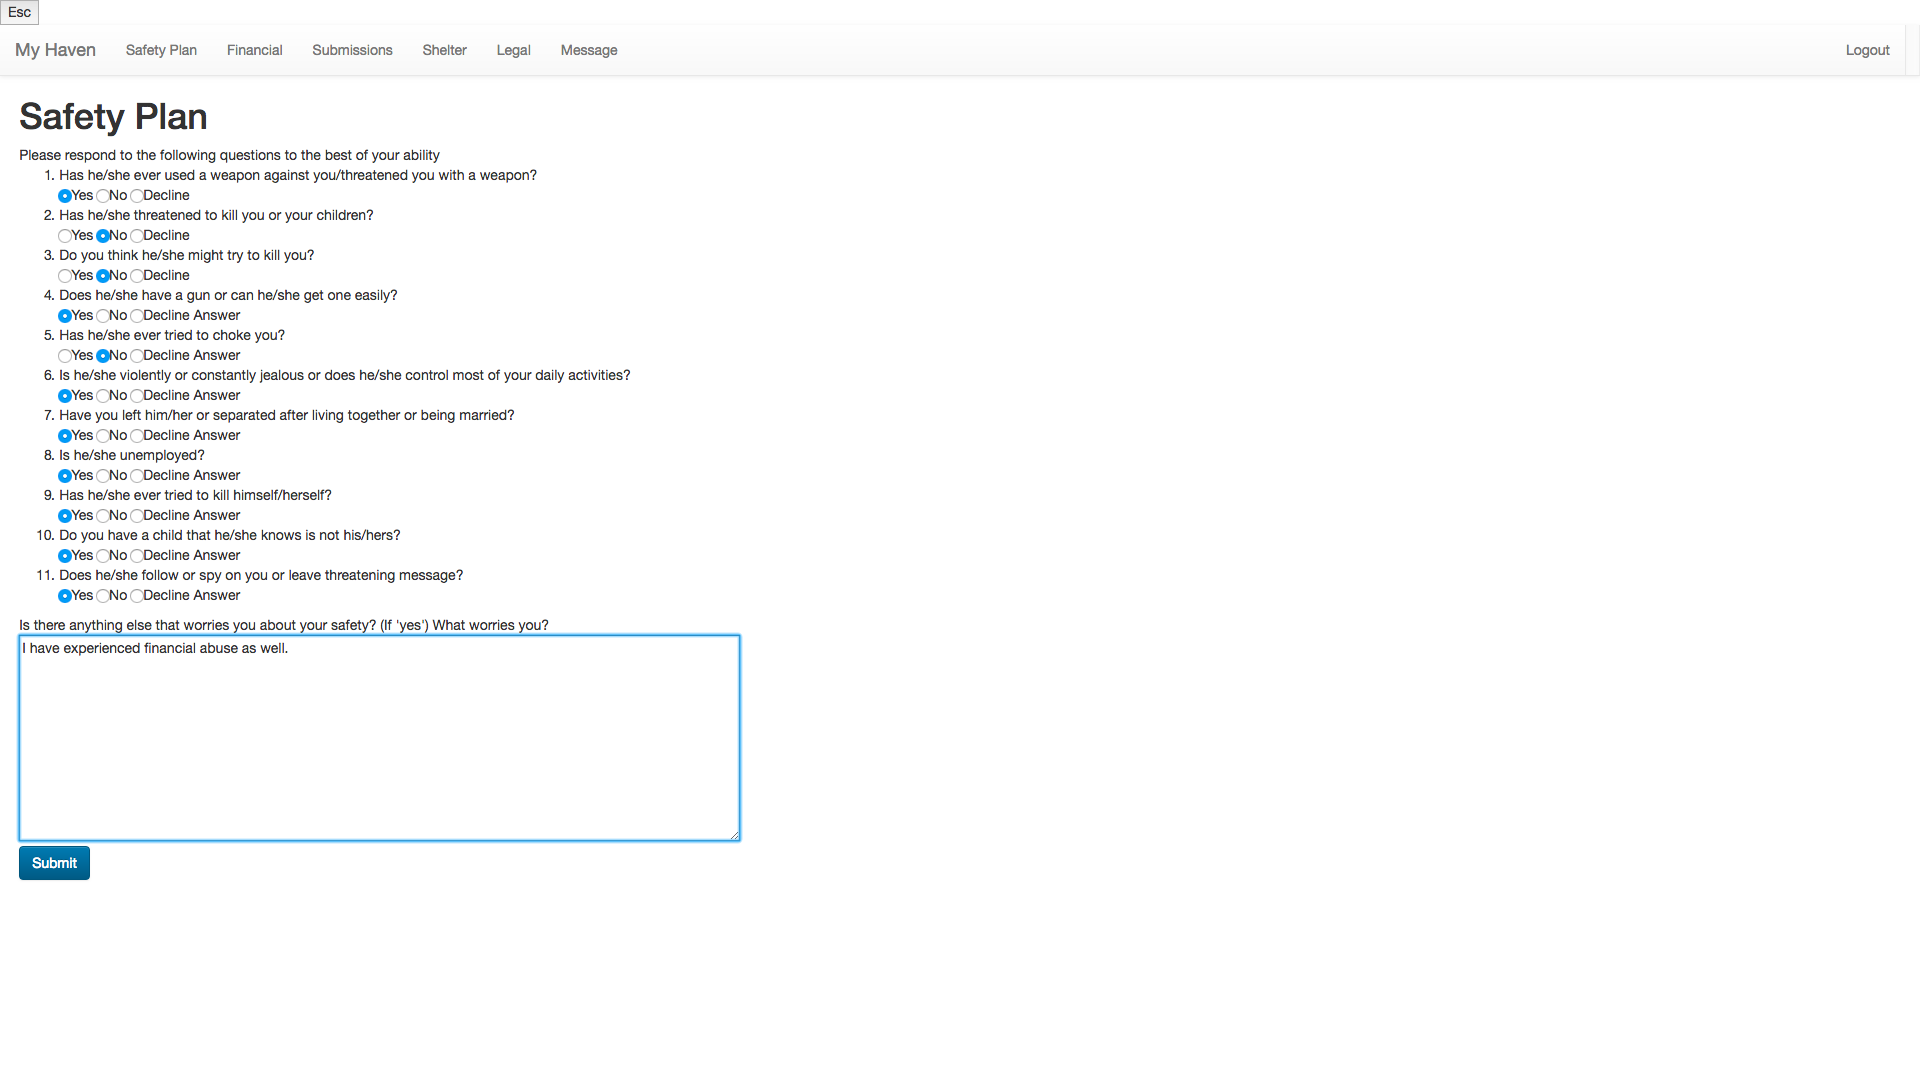 Esc
My Haven Safety Plan Financial Submissions Shelter Legal Message Logout
Safety Plan
Please respond to the following questions to the best of your ability
1. Has he/she ever used a weapon against you/threatened you with a weapon?
Yes No Decline
2. Has he/she threatened to kill you or your children?
Yes No Decline
3. Do you think he/she might try to kill you?
Yes No Decline
4. Does he/she have a gun or can he/she get one easily?
Yes No Decline Answer
5. Has he/she ever tried to choke you?
Yes No Decline Answer
6. Is he/she violently or constantly jealous or does he/she control most of your daily activities?
Yes No Decline Answer
7. Have you left him/her or separated after living together or being married?
Yes No Decline Answer
8. Is he/she unemployed?
Yes No Decline Answer
9. Has he/she ever tried to kill himself/herself?
Yes No Decline Answer
10. Do you have a child that he/she knows is not his/hers?
Yes No Decline Answer
11. Does he/she follow or spy on you or leave threatening message?
Yes No Decline Answer
Is there anything else that worries you about your safety? (If 'yes') What worries you?
I have experienced financial abuse as well.
Submit